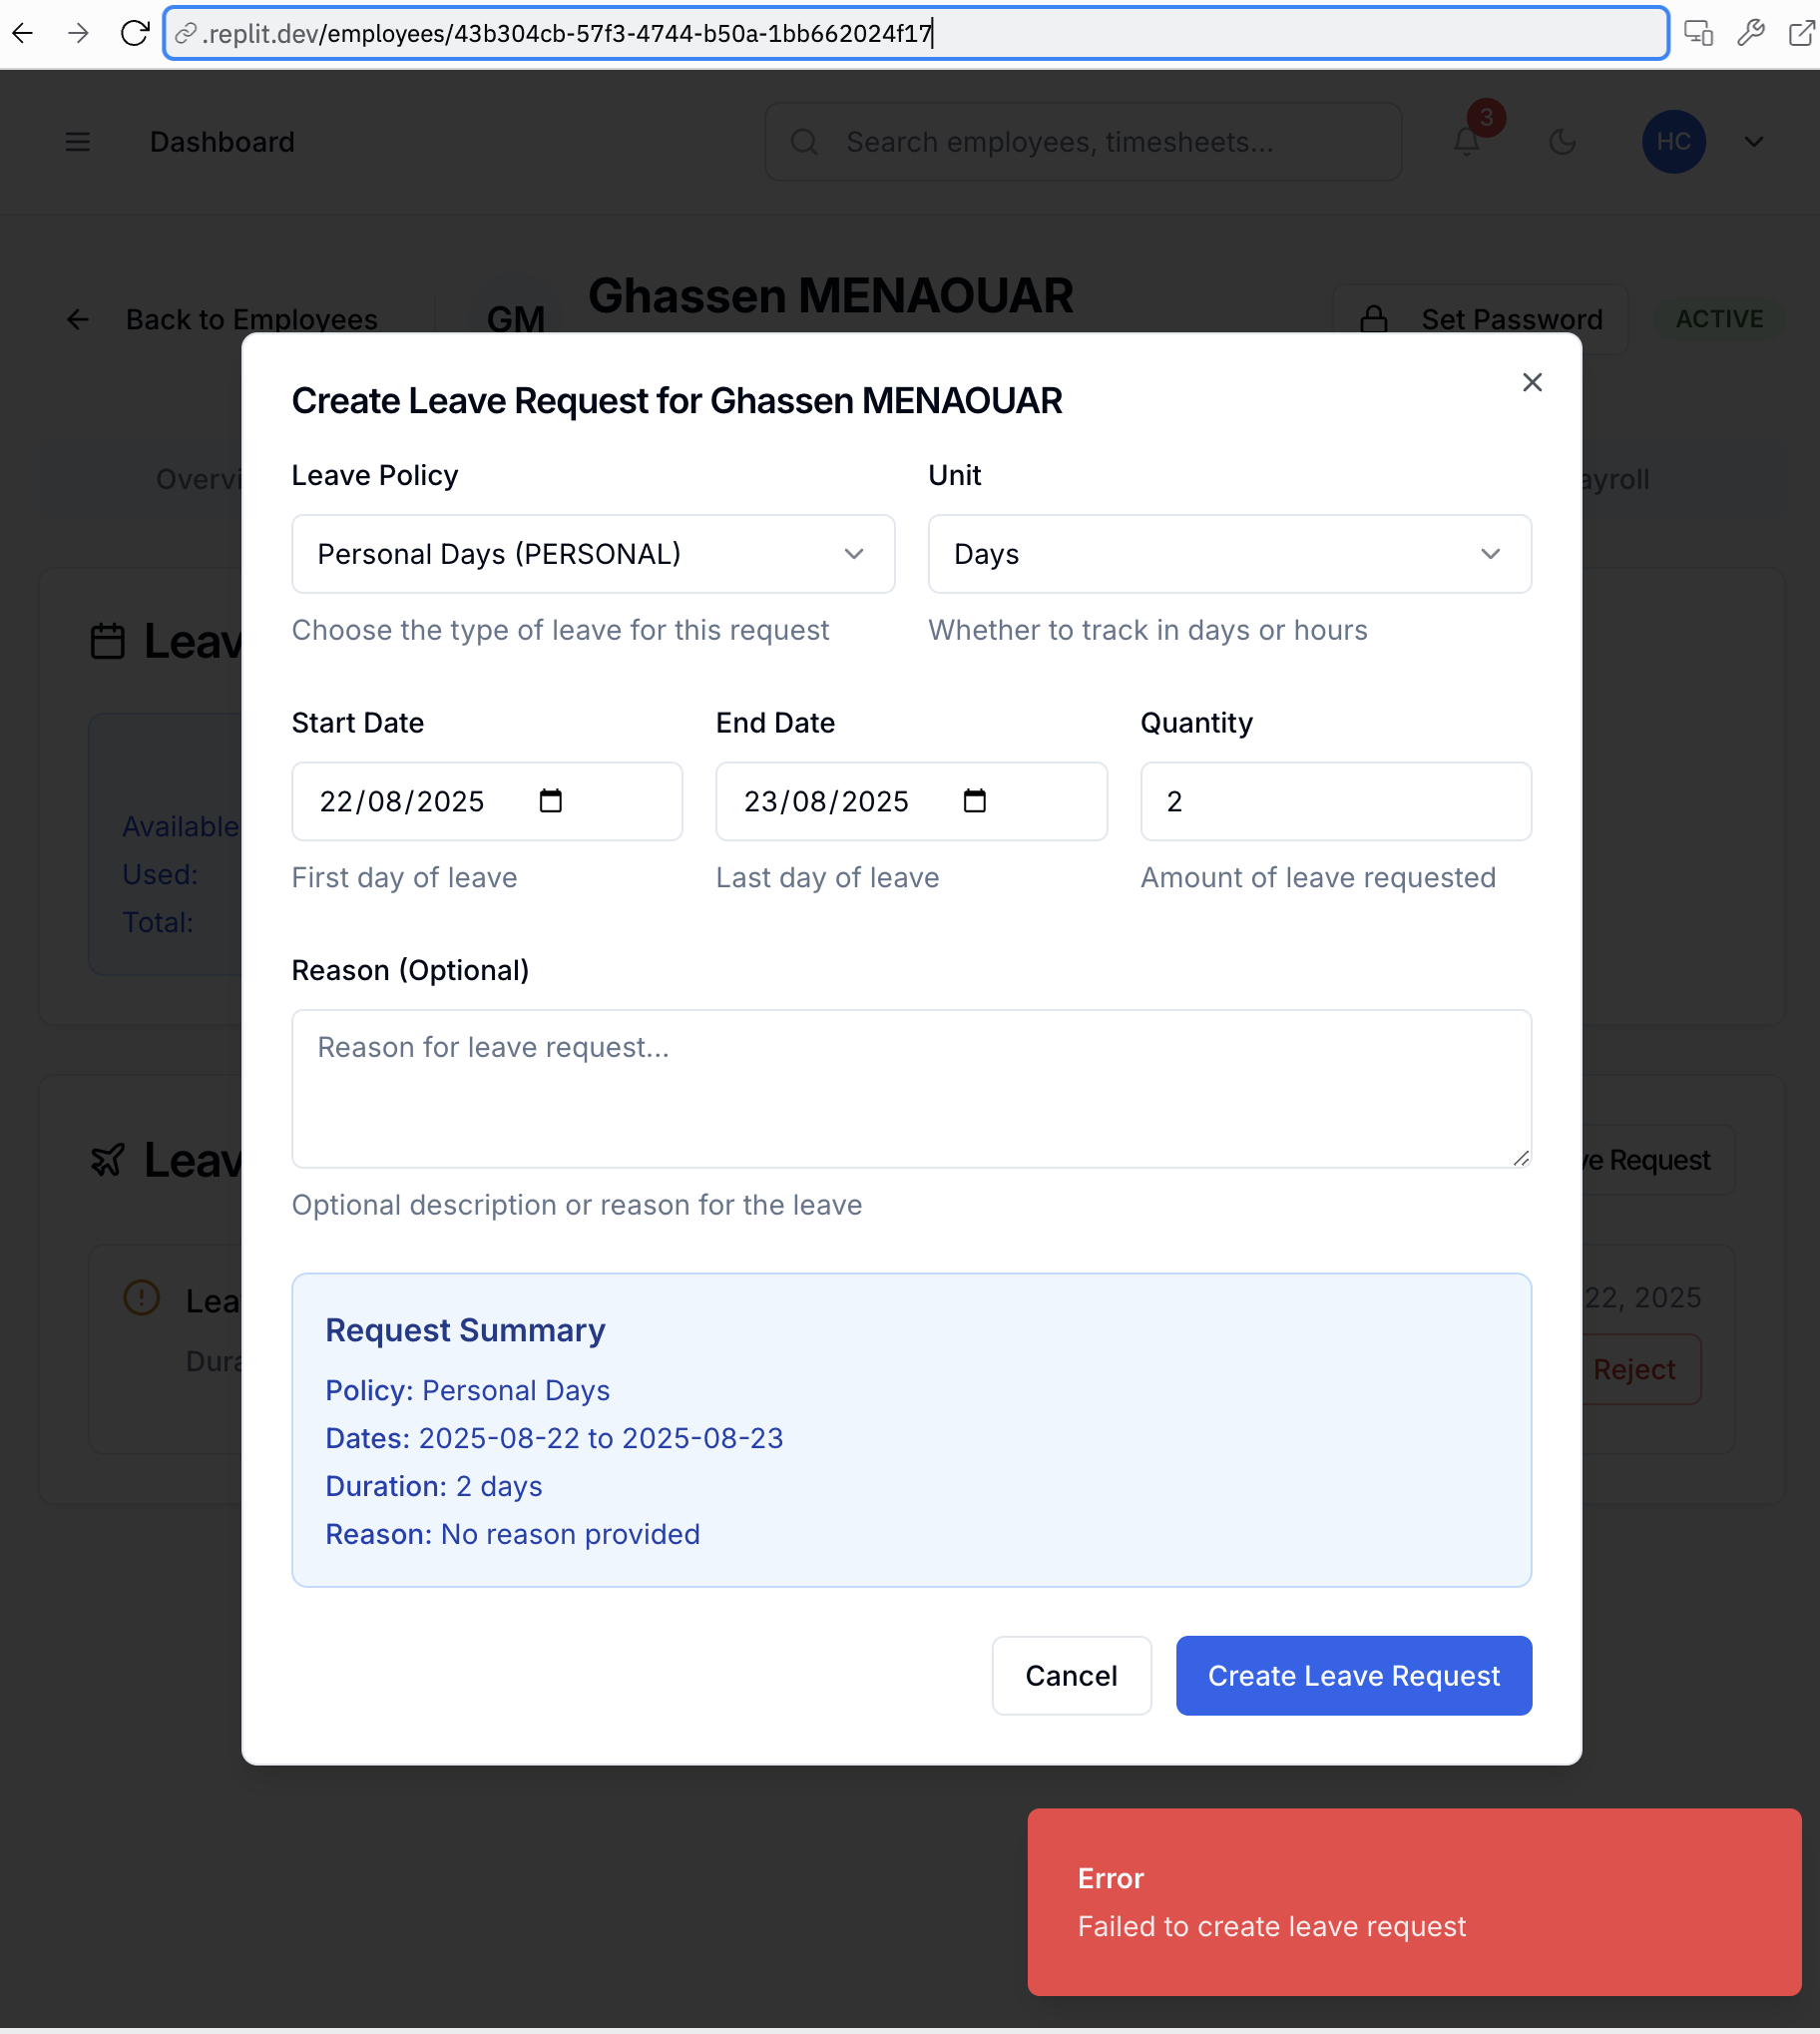 .replit.dev/employees/43b304cb-57f3-4744-b50a-1bb662024f17
Dashboard
Search employees, timesheets...
3
HC
Back to Employees
GM
Ghassen MENAOUAR
Set Password
ACTIVE
Create Leave Request for Ghassen MENAOUAR
Overvi
ayroll
Leave Policy
Unit
Personal Days (PERSONAL)
Days
Choose the type of leave for this request
Whether to track in days or hours
Leav
Start Date
End Date
Quantity
22/08/2025
23/08/2025
2
First day of leave
Last day of leave
Amount of leave requested
Available
Used:
Total:
Reason (Optional)
Reason for leave request...
Optional description or reason for the leave
Leav
ve Request
Lea
Dura
22, 2025
Reject
Request Summary
Policy: Personal Days
Dates: 2025-08-22 to 2025-08-23
Duration: 2 days
Reason: No reason provided
Cancel
Create Leave Request
Error
Failed to create leave request